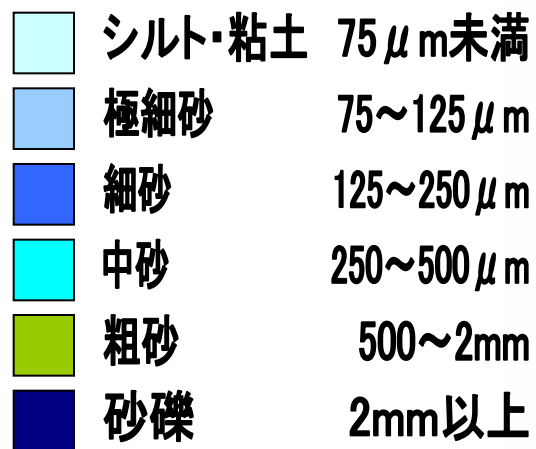 シルト・粘土 75μm未満
極細砂 75～125μm
細砂 125～250μm
中砂 250～500μm
粗砂 500～2mm
砂礫 2mm以上